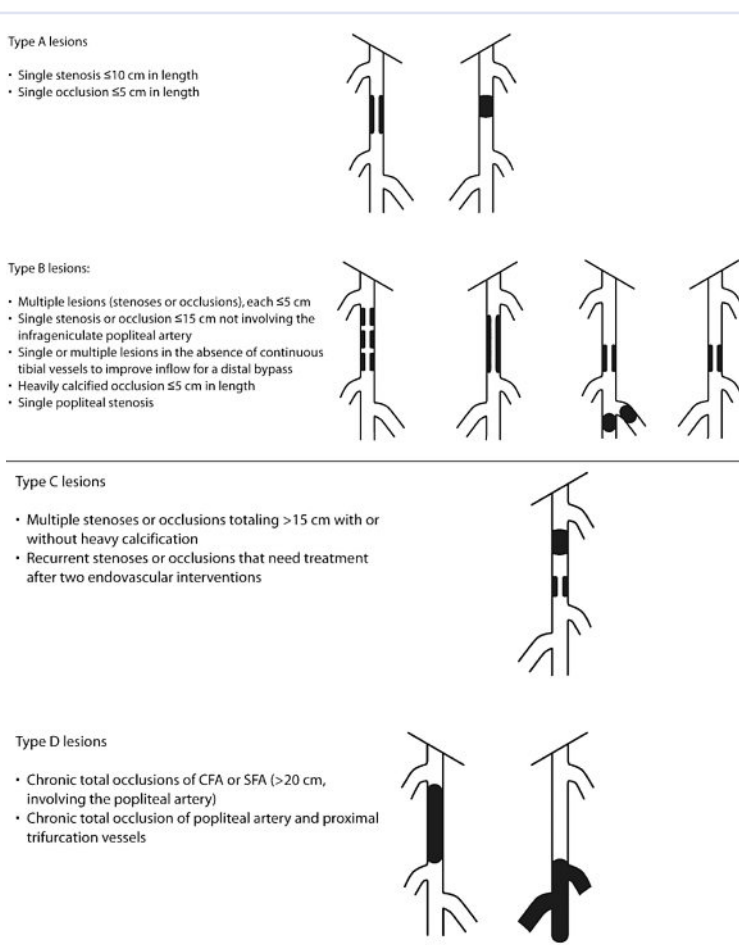 Type A lesions
• Single stenosis ≤10 cm in length
• Single occlusion ≤5 cm in length
Type B lesions:
• Multiple lesions (stenoses or occlusions), each ≤5 cm
• Single stenosis or occlusion ≤15 cm not involving the
infrageniculate popliteal artery
• Single or multiple lesions in the absence of continuous
tibial vessels to improve inflow for a distal bypass
• Heavily calcified occlusion ≤5 cm in length
• Single popliteal stenosis
Type C lesions
• Multiple stenoses or occlusions totaling >15 cm with or
without heavy calcification
• Recurrent stenoses or occlusions that need treatment
after two endovascular interventions
Type D lesions
• Chronic total occlusions of CFA or SFA (>20 cm,
involving the popliteal artery)
• Chronic total occlusion of popliteal artery and proximal
trifurcation vessels